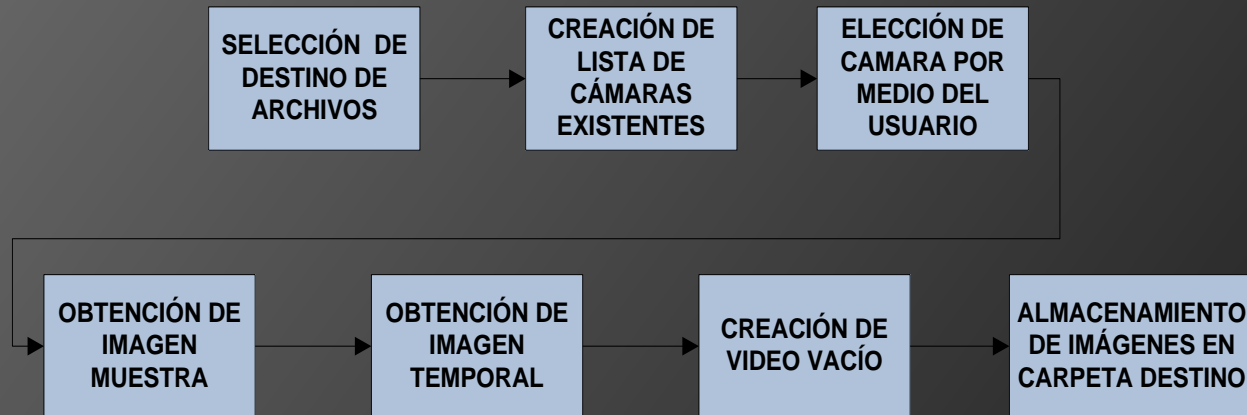 SELECCIÓN DE
DESTINO DE
ARCHIVOS
CREACIÓN DE
LISTA DE
CÁMARAS
EXISTENTES
ELECCIÓN DE
CAMARA POR
MEDIO DEL
USUARIO
OBTENCIÓN DE
IMAGEN
MUESTRA
OBTENCIÓN DE
IMAGEN
TEMPORAL
CREACIÓN DE
VIDEO VACÍO
ALMACENAMIENTO
DE IMÁGENES EN
CARPETA DESTINO